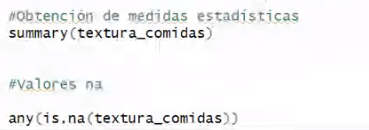 #Obtención de medidas estadísticas
summary(textura_comidas)
#Valores na
any(is.na(textura_comidas))